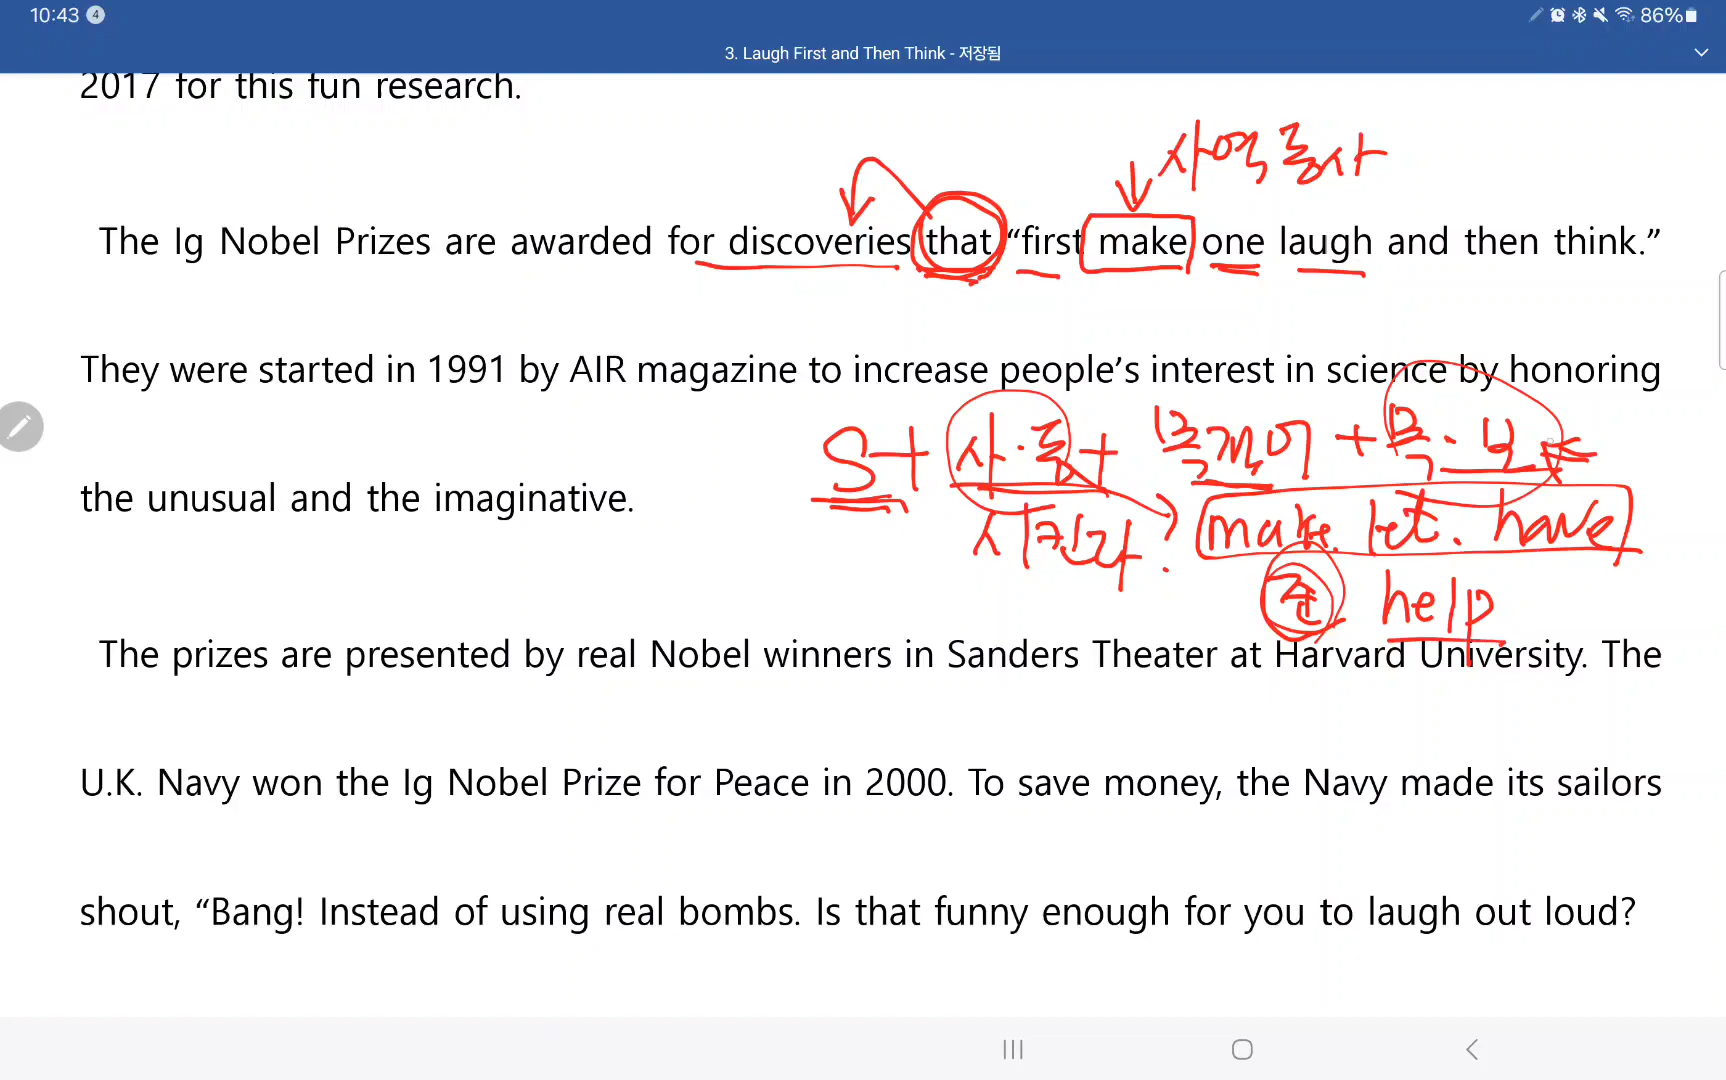 10:43 4 86%
3. Laugh First and Then Think - 저장됨
2017 for this fun research.
사역동사
The Ig Nobel Prizes are awarded for discoveries that “first make one laugh and then think.”
They were started in 1991 by AIR magazine to increase people’s interest in science by honoring
S + 사·동 + 목적어 + 목·보
the unusual and the imaginative.
시킨다? make. let. have
준 help
The prizes are presented by real Nobel winners in Sanders Theater at Harvard University. The
U.K. Navy won the Ig Nobel Prize for Peace in 2000. To save money, the Navy made its sailors
shout, “Bang! Instead of using real bombs. Is that funny enough for you to laugh out loud?